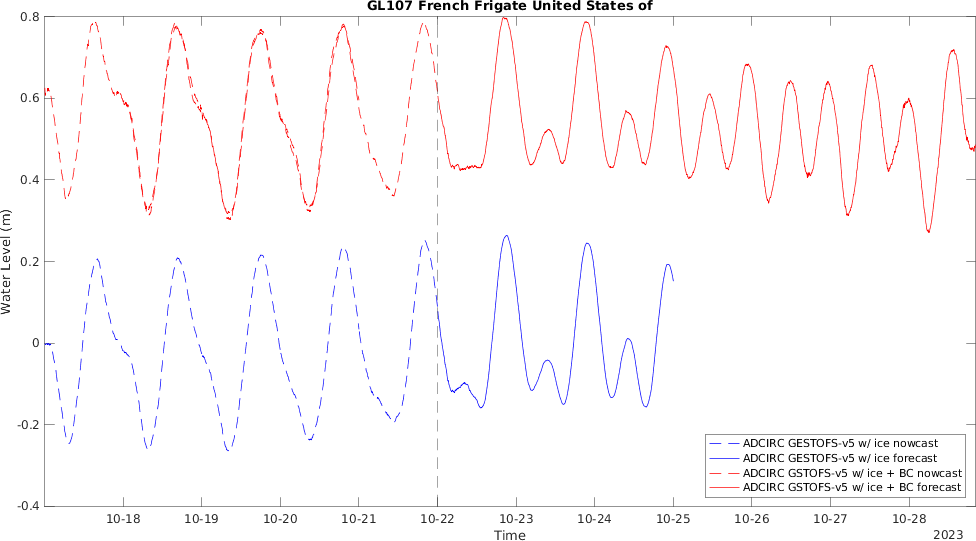 GL107 French Frigate United States of
0.8
0.6
0.4
0.2
0
-0.2
-0.4
Water Level (m)
10-18 10-19 10-20 10-21 10-22 10-23 10-24 10-25 10-26 10-27 10-28
Time
2023
ADCIRC GESTOFS-v5 w/ ice nowcast
ADCIRC GESTOFS-v5 w/ ice forecast
ADCIRC GSTOFS-v5 w/ ice + BC nowcast
ADCIRC GSTOFS-v5 w/ ice + BC forecast